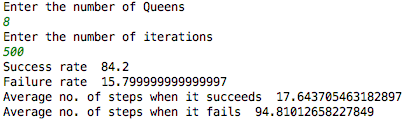 Enter the number of Queens
8
Enter the number of iterations
500
Success rate  84.2
Failure rate  15.799999999999997
Average no. of steps when it succeeds  17.643705463182897
Average no. of steps when it fails  94.81012658227849